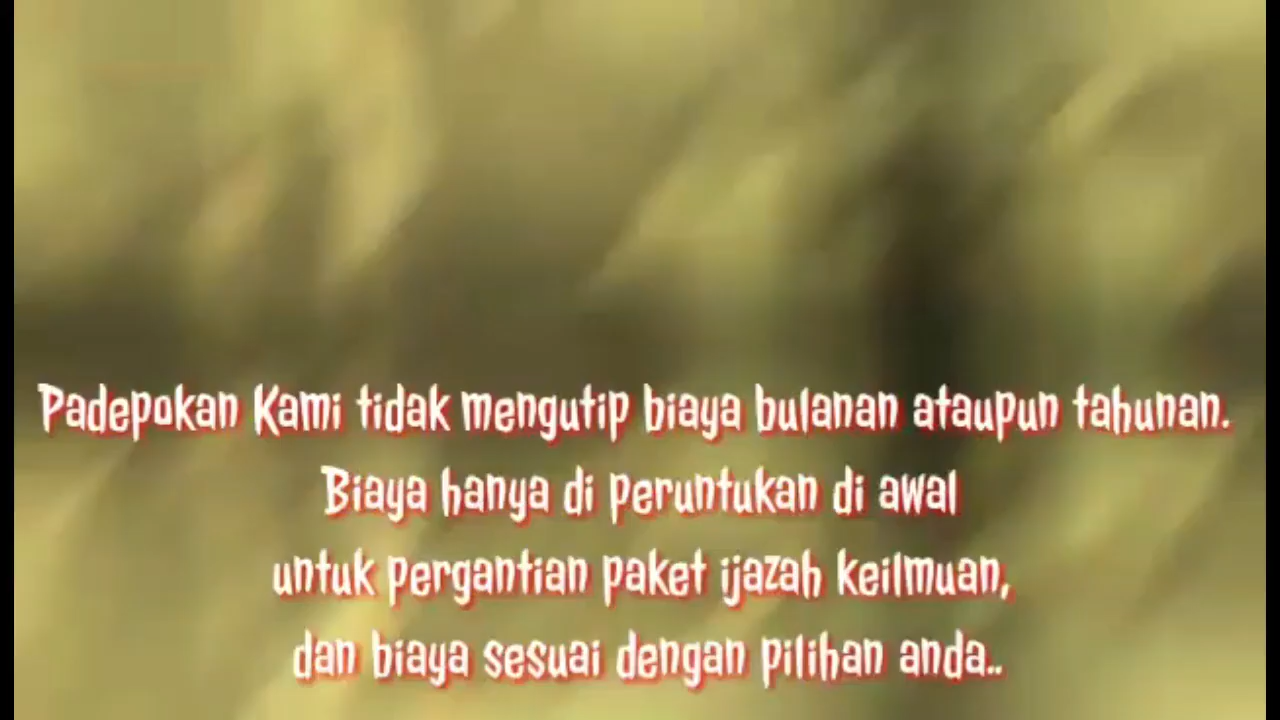 Padepokan Kami tidak mengutip biaya bulanan ataupun tahunan.
Biaya hanya di peruntukan di awal
untuk pergantian paket ijazah keilmuan,
dan biaya sesuai dengan pilihan anda..